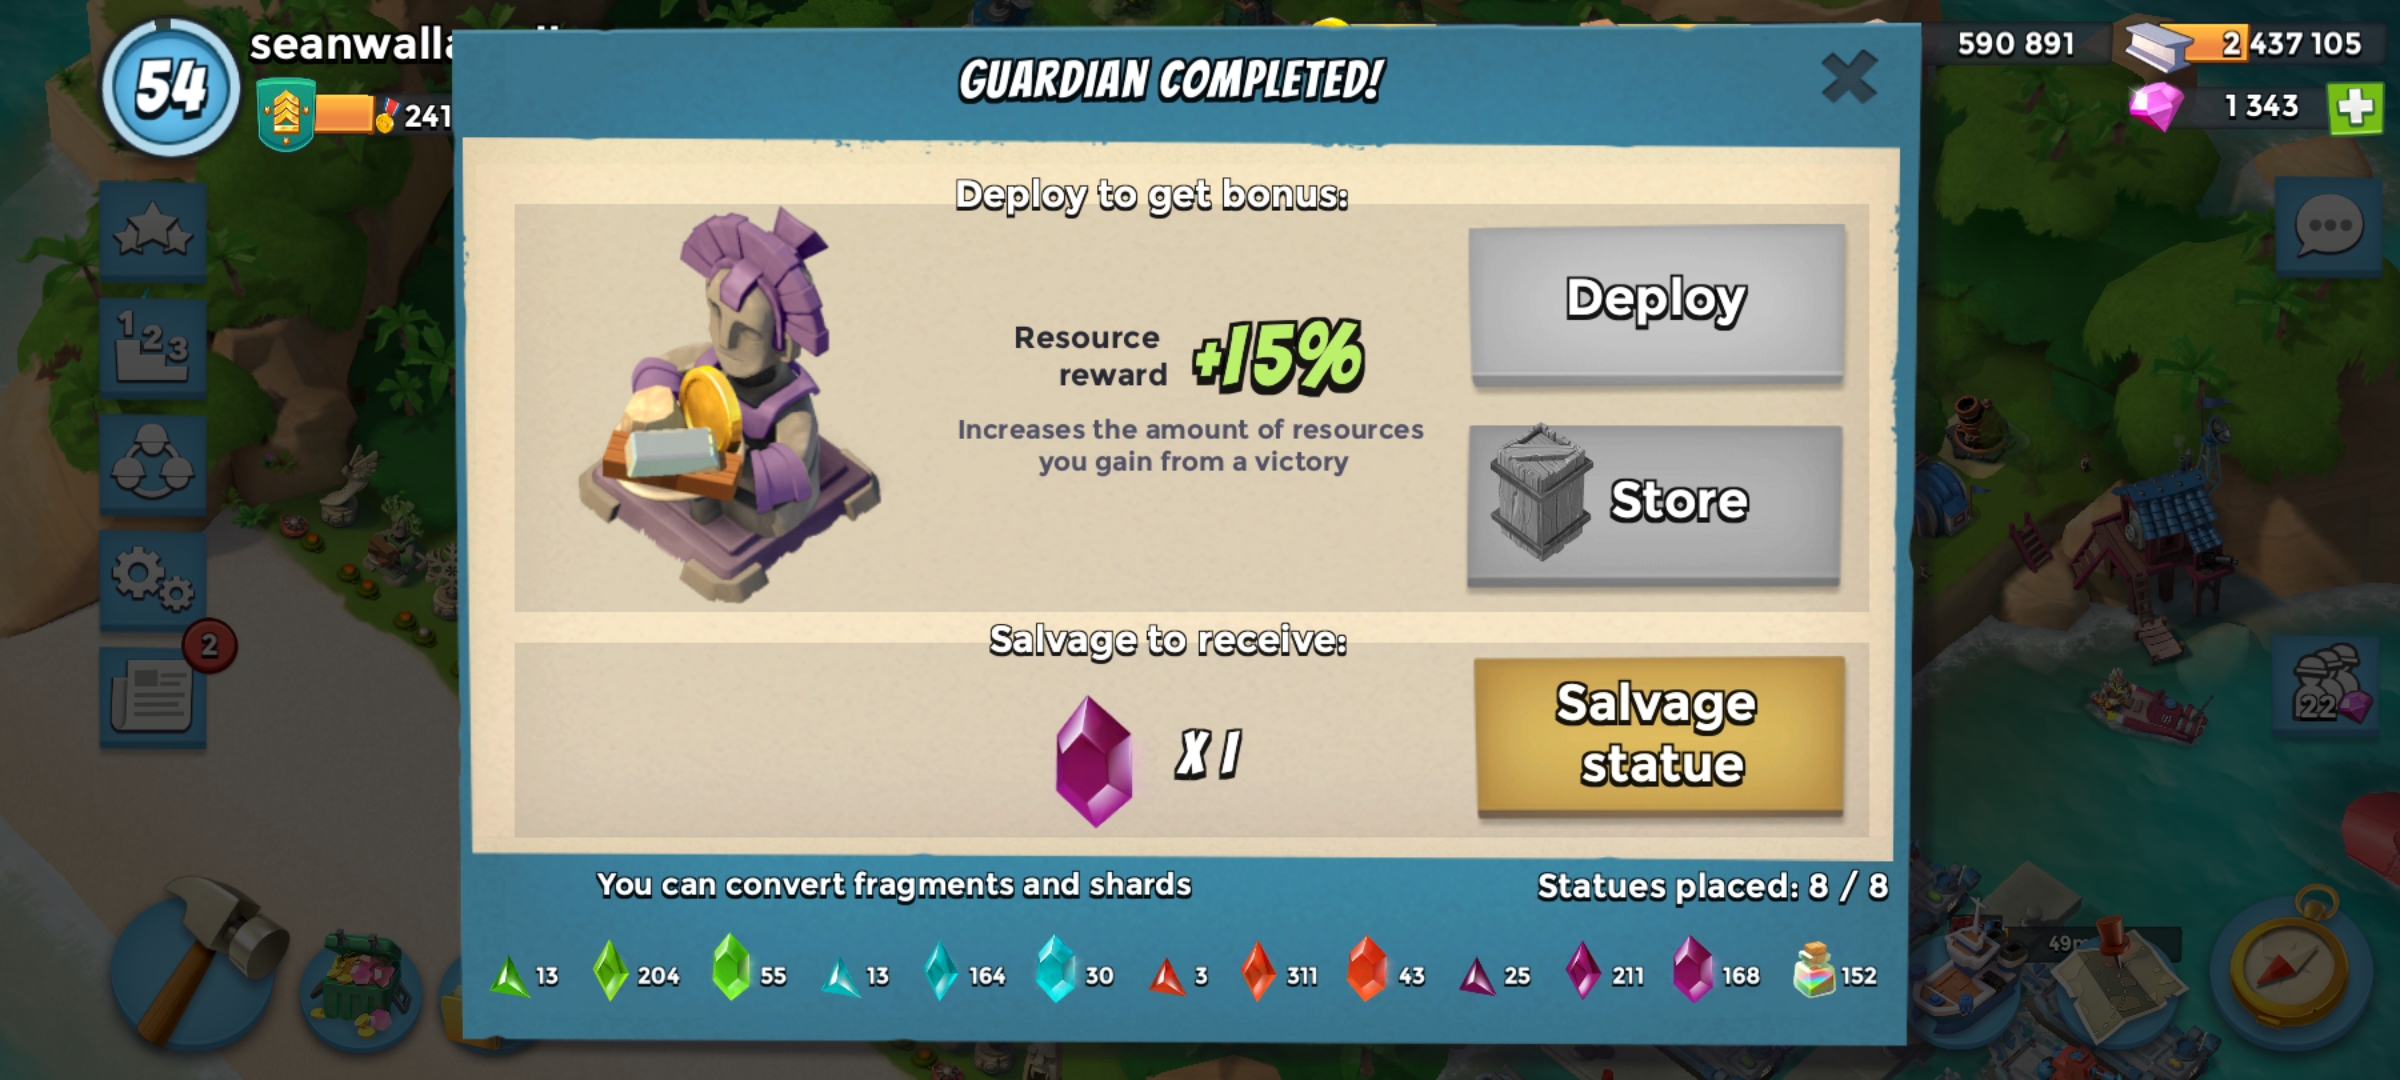 54
241
GUARDIAN COMPLETED!
590 891
2 437 105
1 343
Deploy to get bonus:
Resource
reward
+15%
Increases the amount of resources
you gain from a victory
Deploy
Store
1 2 3
2
Salvage to receive:
X 1
Salvage
statue
22
You can convert fragments and shards
Statues placed: 8 / 8
13 204 55 13 164 30 3 311 43 25 211 168 152